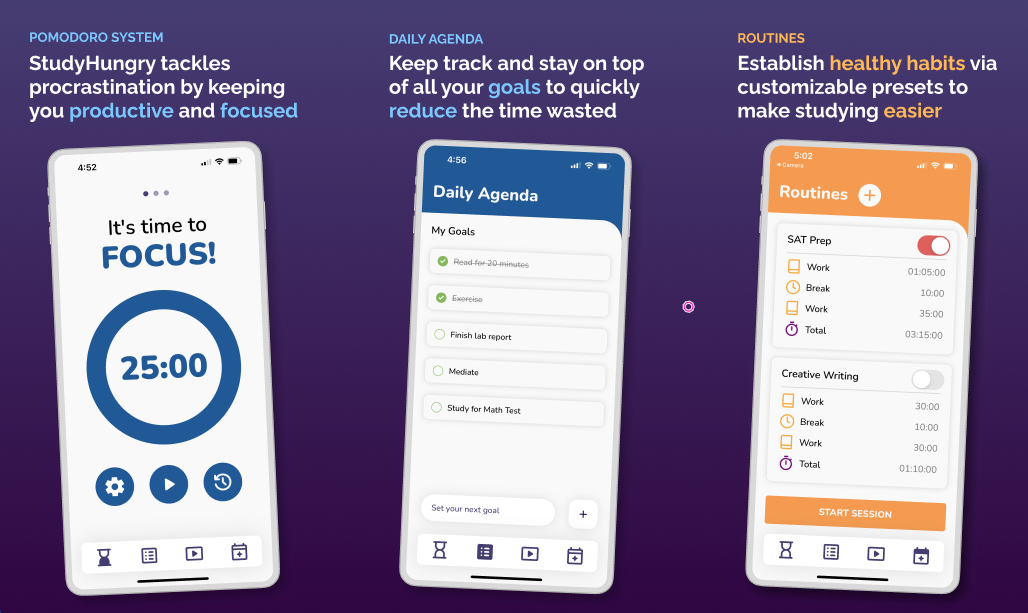 POMODORO SYSTEM
StudyHungry tackles
procrastination by keeping
you productive and focused
4:52
It's time to
FOCUS!
25:00
DAILY AGENDA
Keep track and stay on top
of all your goals to quickly
reduce the time wasted
4:56
Daily Agenda
My Goals
Read for 20 minutes
Exercise
Finish lab report
Mediate
Study for Math Test
Set your next goal
+
ROUTINES
Establish healthy habits via
customizable presets to
make studying easier
5:02
Camera
Routines +
SAT Prep
Work 01:05:00
Break 10:00
Work 35:00
Total 03:15:00
Creative Writing
Work 30:00
Break 10:00
Work 30:00
Total 01:10:00
START SESSION